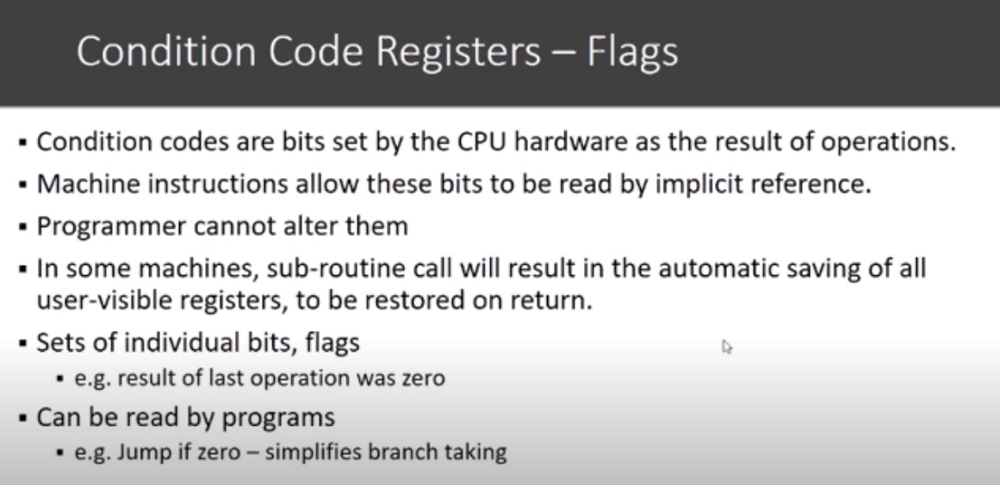 Condition Code Registers – Flags
▪ Condition codes are bits set by the CPU hardware as the result of operations.
▪ Machine instructions allow these bits to be read by implicit reference.
▪ Programmer cannot alter them
▪ In some machines, sub-routine call will result in the automatic saving of all
user-visible registers, to be restored on return.
▪ Sets of individual bits, flags
▪ e.g. result of last operation was zero
▪ Can be read by programs
▪ e.g. Jump if zero – simplifies branch taking